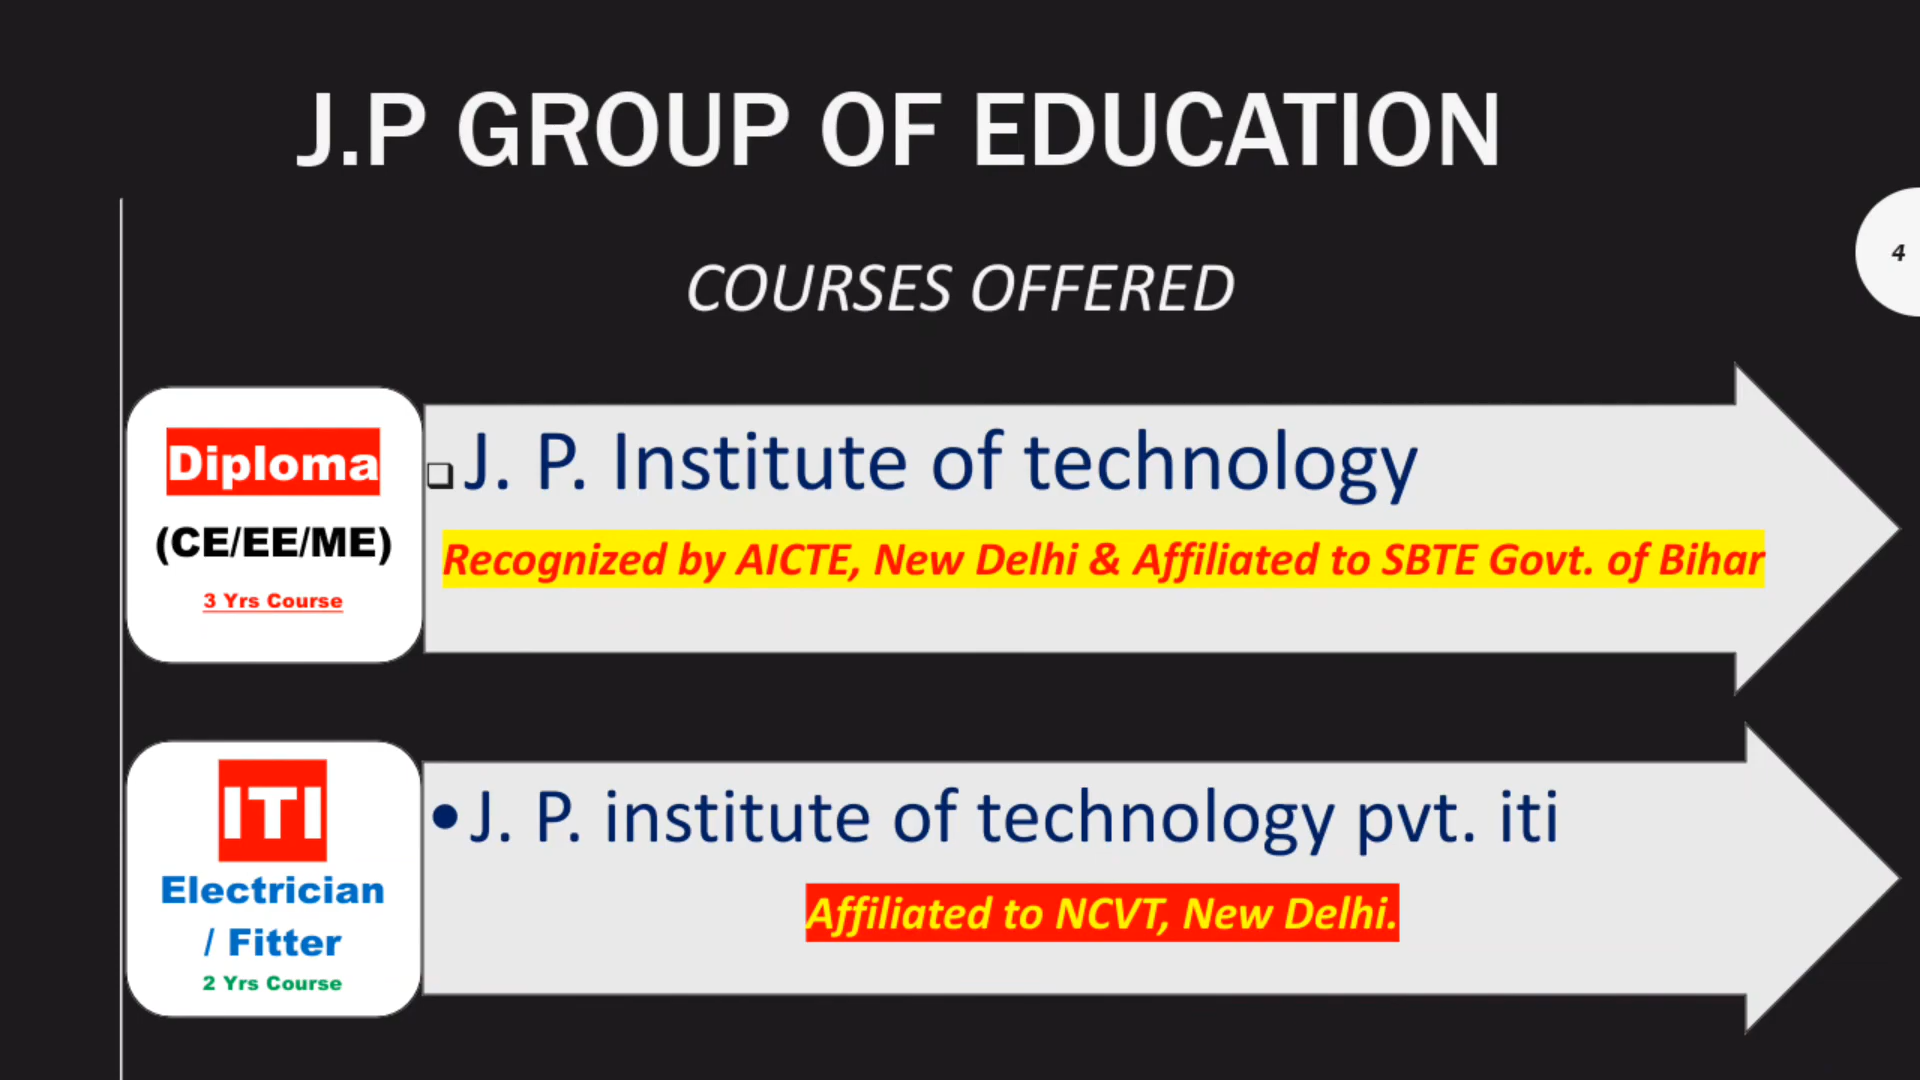 J.P GROUP OF EDUCATION
4
COURSES OFFERED
Diploma
(CE/EE/ME)
3 Yrs Course
J. P. Institute of technology
Recognized by AICTE, New Delhi & Affiliated to SBTE Govt. of Bihar
ITI
Electrician
/ Fitter
2 Yrs Course
•J. P. institute of technology pvt. iti
Affiliated to NCVT, New Delhi.